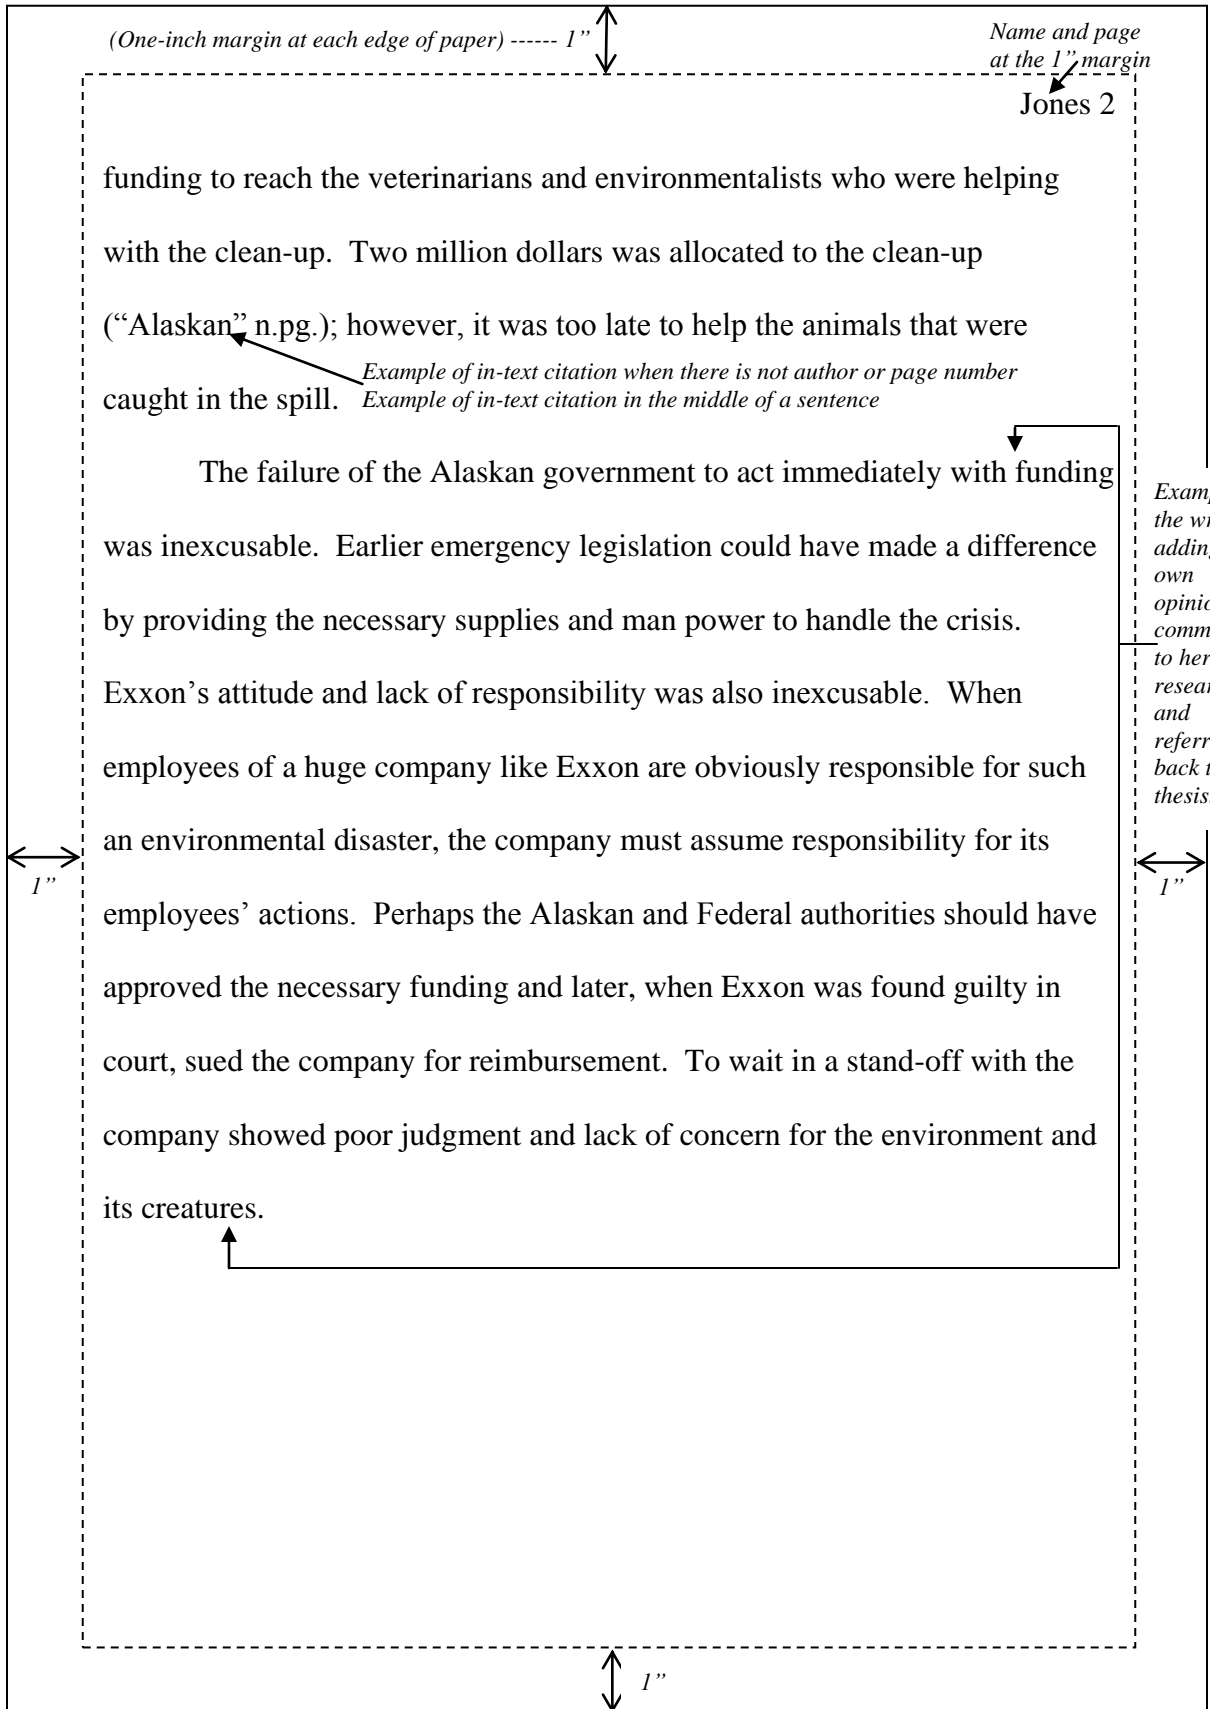 (One-inch margin at each edge of paper) ------ 1”
Name and page
at the 1” margin
Jones 2
funding to reach the veterinarians and environmentalists who were helping
with the clean-up.  Two million dollars was allocated to the clean-up
(“Alaskan” n.pg.); however, it was too late to help the animals that were
Example of in-text citation when there is not author or page number
caught in the spill.
Example of in-text citation in the middle of a sentence
The failure of the Alaskan government to act immediately with funding
was inexcusable.  Earlier emergency legislation could have made a difference
by providing the necessary supplies and man power to handle the crisis.
Exxon’s attitude and lack of responsibility was also inexcusable.  When
employees of a huge company like Exxon are obviously responsible for such
an environmental disaster, the company must assume responsibility for its
employees’ actions.  Perhaps the Alaskan and Federal authorities should have
approved the necessary funding and later, when Exxon was found guilty in
court, sued the company for reimbursement.  To wait in a stand-off with the
company showed poor judgment and lack of concern for the environment and
its creatures.
the
own
to her
and
back
thesis
1”
1”
1”